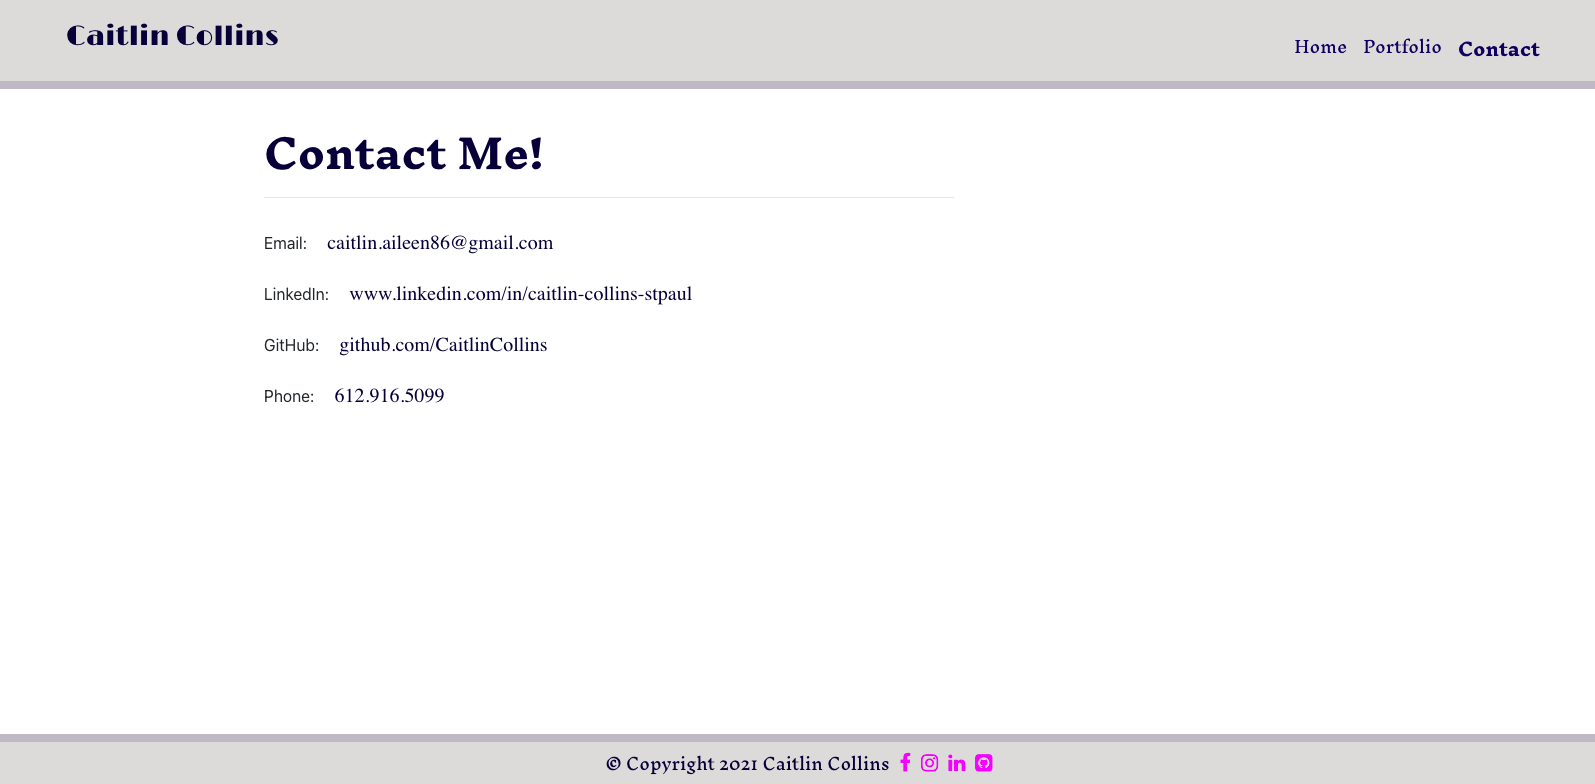 Caitlin Collins
Home Portfolio Contact
Contact Me!
Email: caitlin.aileen86@gmail.com
LinkedIn: www.linkedin.com/in/caitlin-collins-stpaul
GitHub: github.com/CaitlinCollins
Phone: 612.916.5099
© Copyright 2021 Caitlin Collins